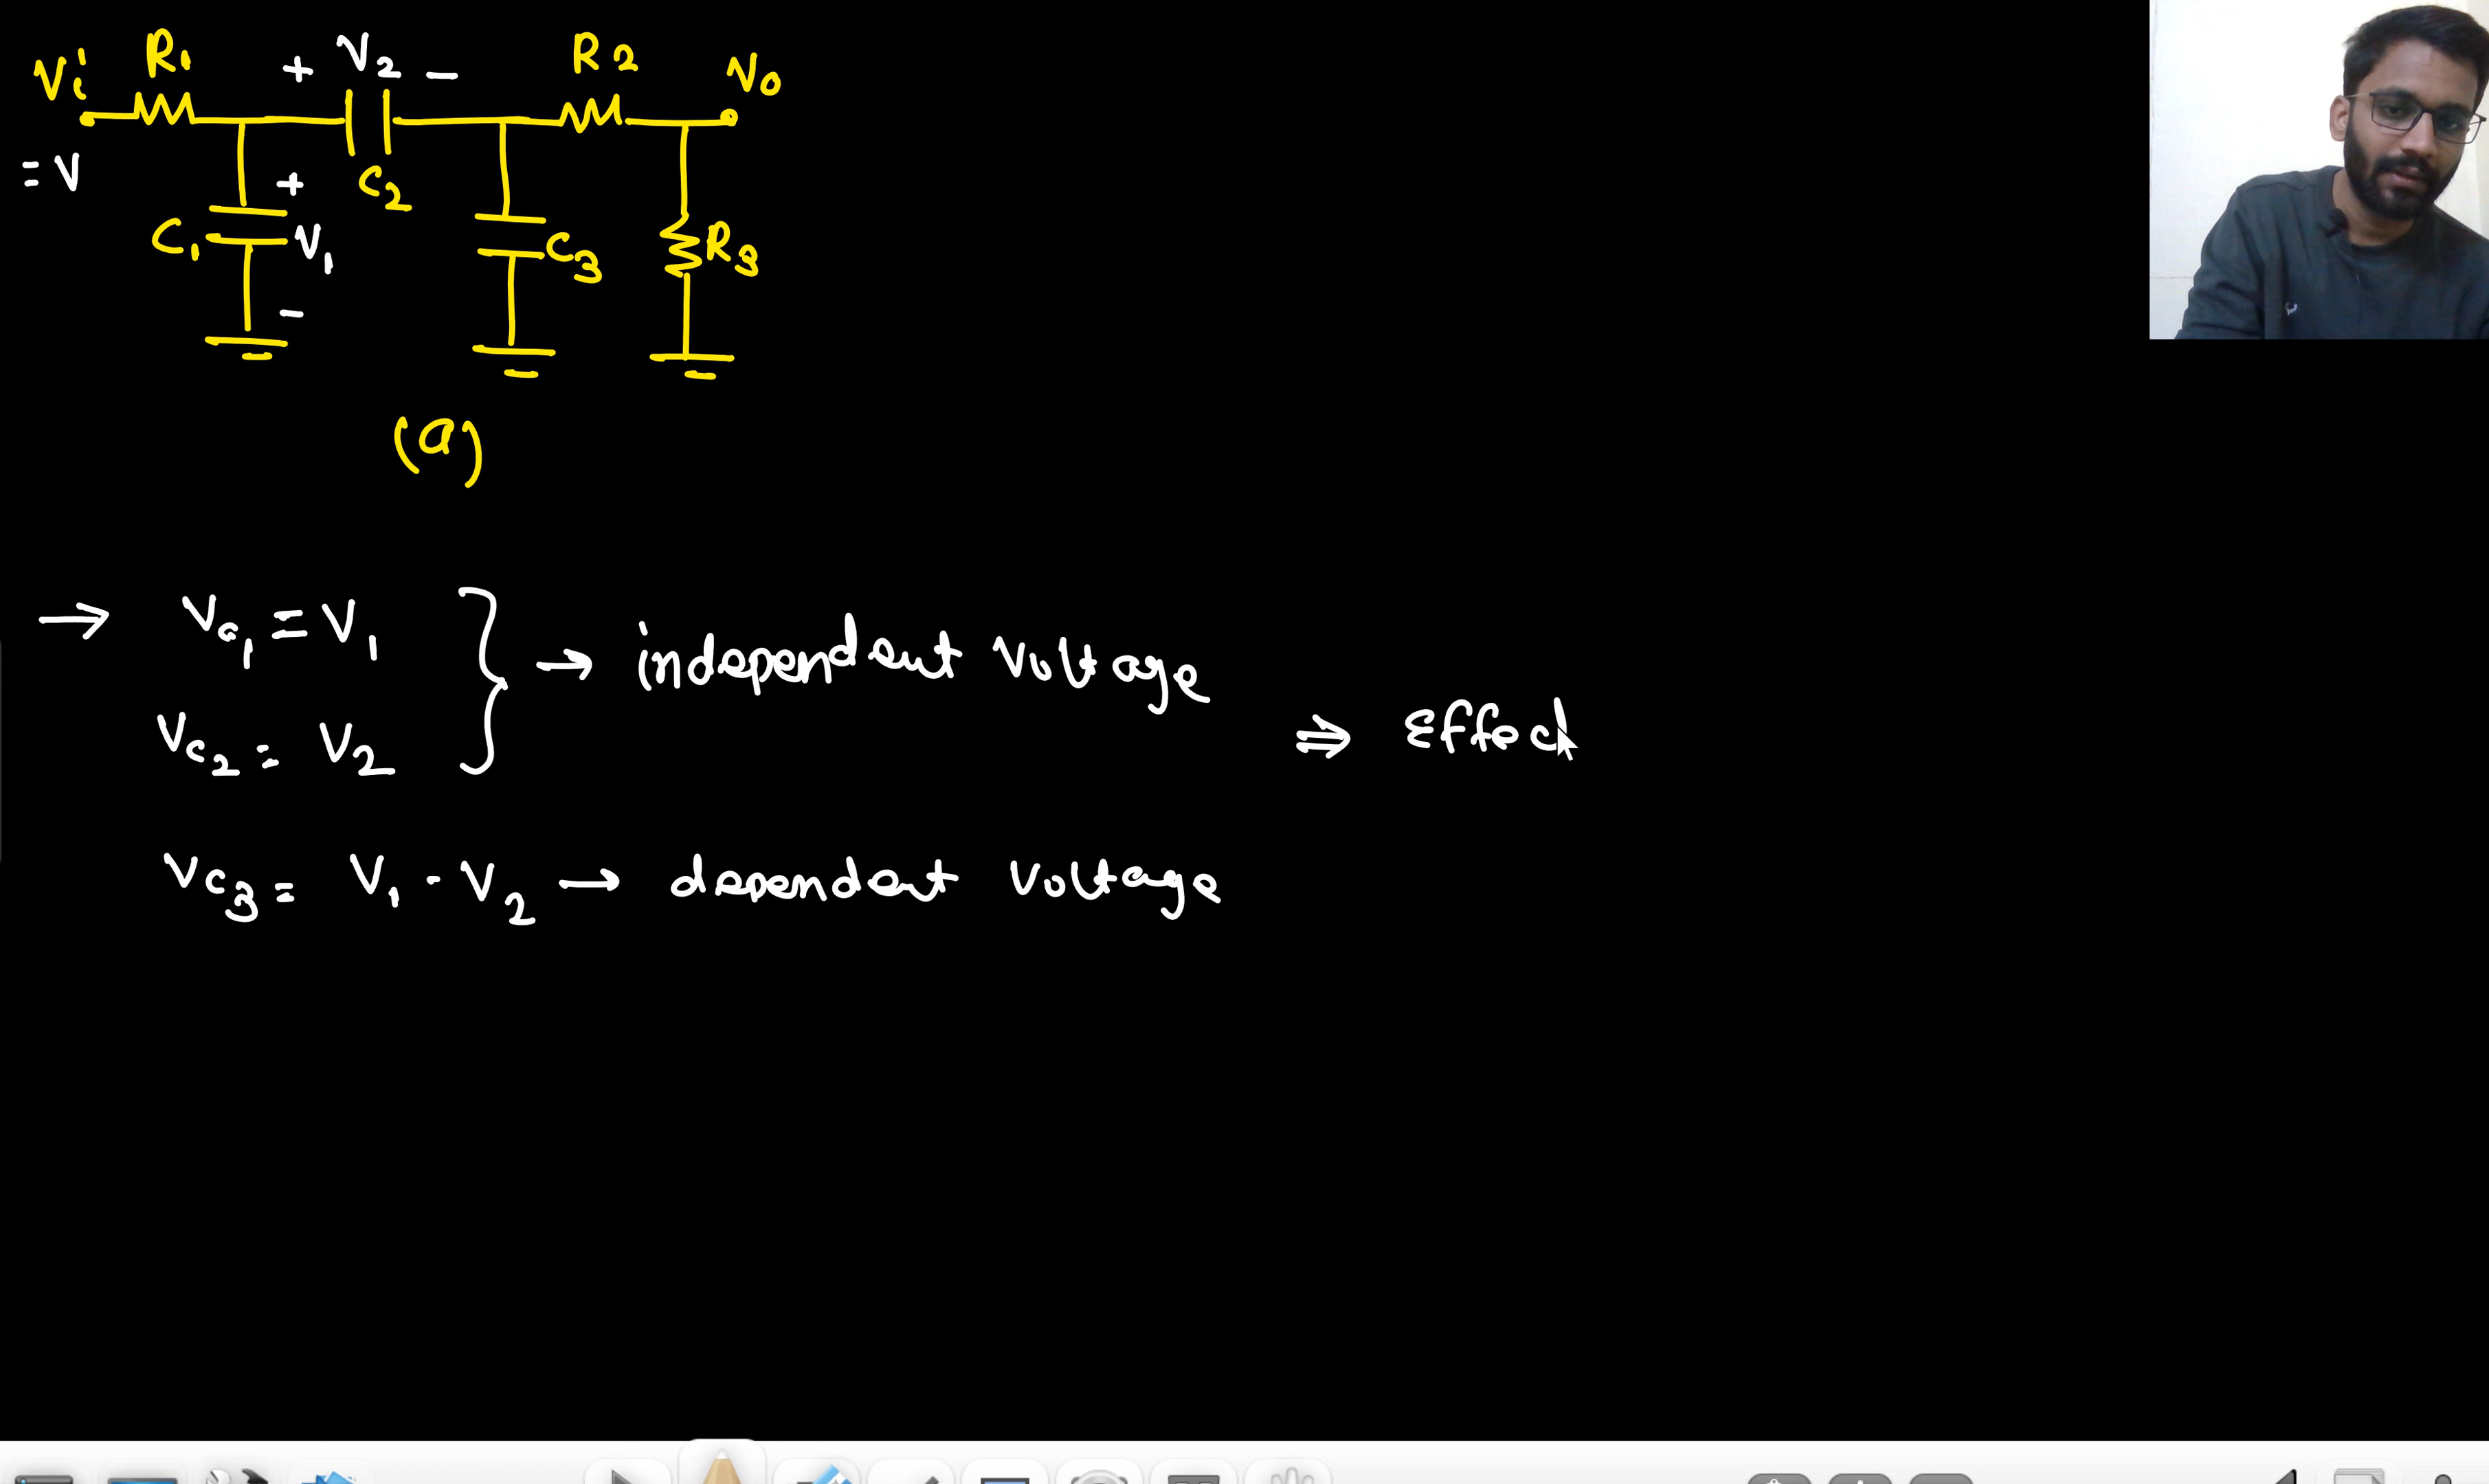 Vi R1 + V2 - R2 Vo
= V
C1 + V1 - C2 C3 R3
(a)
→ Vc1 = V1 } → independent voltage
Vc2 = V2 ⇒ Effect
Vc3 = V1 - V2 → dependent voltage